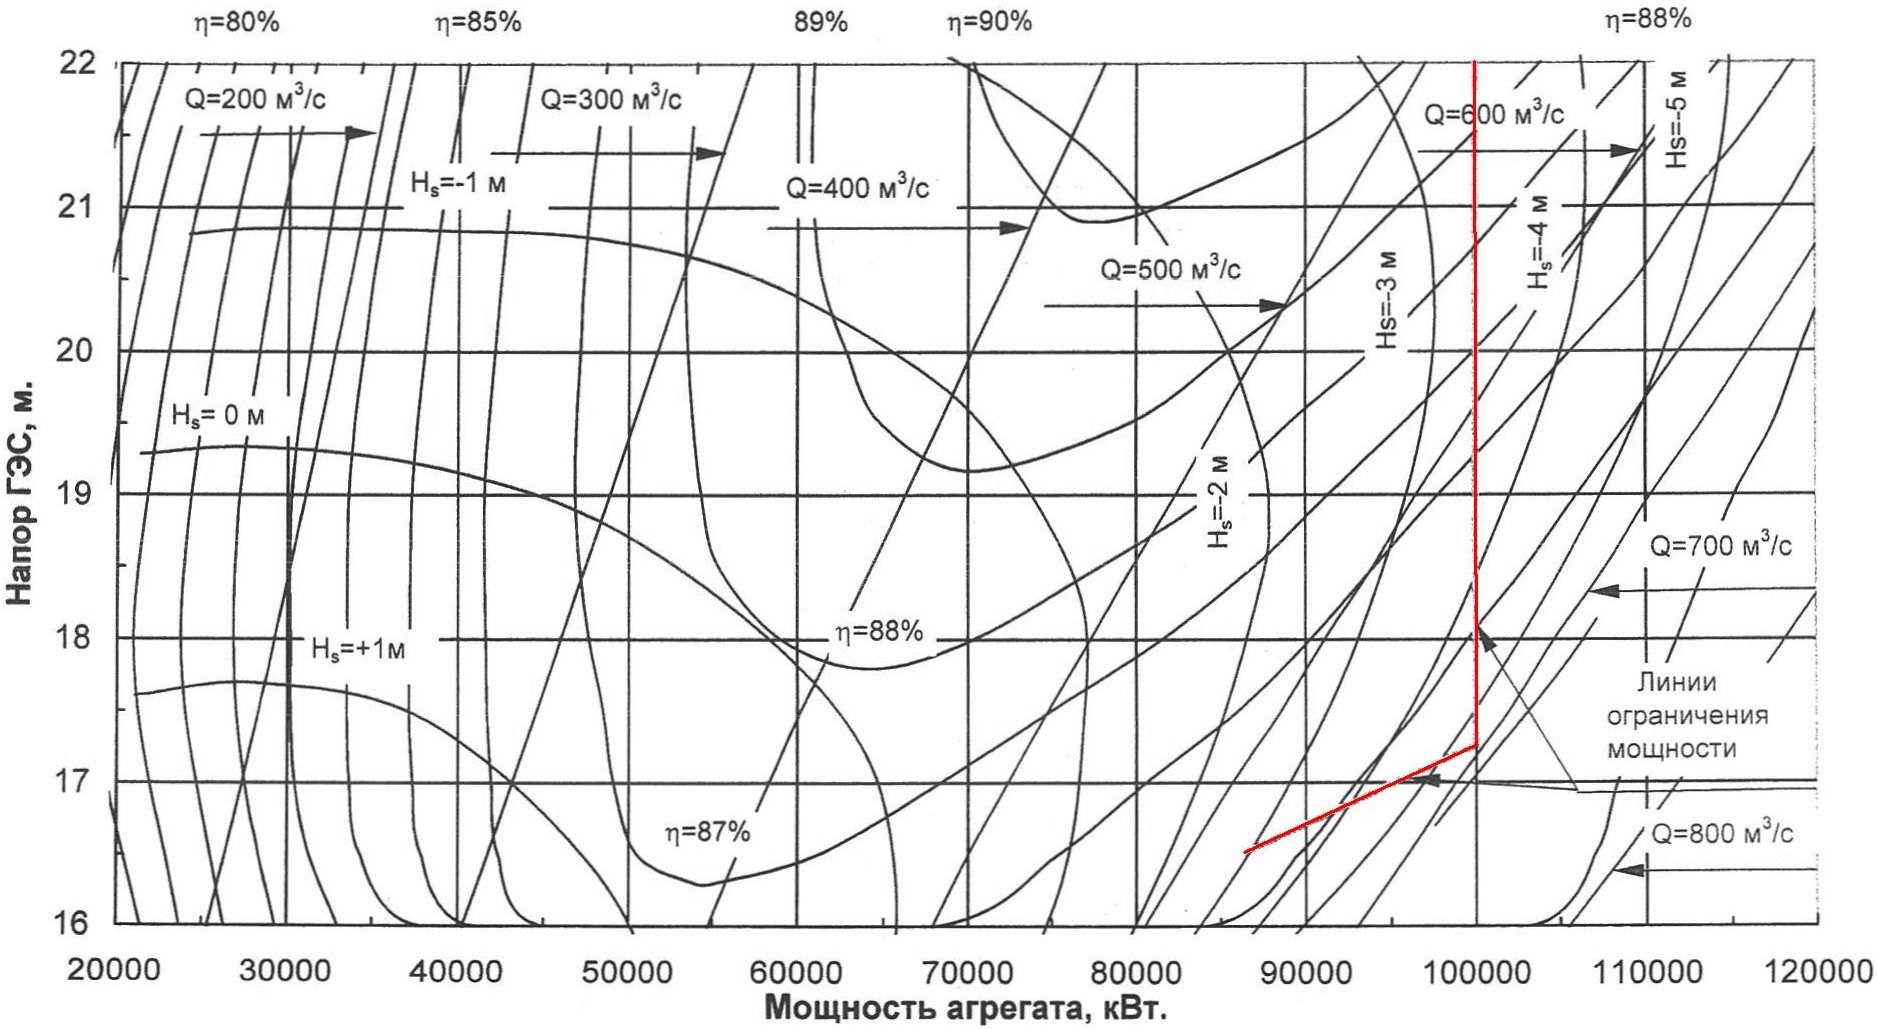 η=80% η=85% 89% η=90% η=88%
22
21
20
19
18
17
16
Напор ГЭС, м.
Q=200 м³/с
Q=300 м³/с
Q=400 м³/с
Q=500 м³/с
Q=600 м³/с
Hs=-5 м
Hₛ=-1 м
Hₛ=-4 м
Hs=-3 м
Hₛ= 0 м
Hₛ=-2 м
Q=700 м³/с
η=88%
Hₛ=+1м
Линии
ограничения
мощности
η=87%
Q=800 м³/с
20000 30000 40000 50000 60000 70000 80000 90000 100000 110000 120000
Мощность агрегата, кВт.